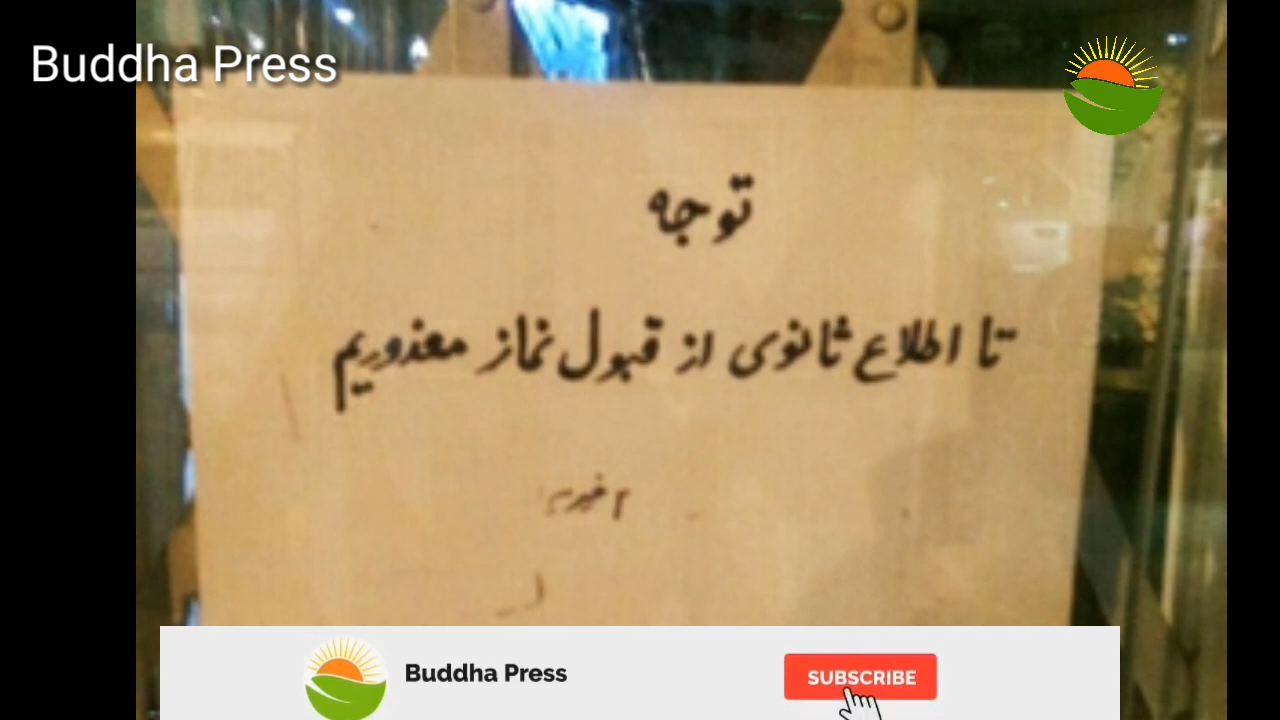 Buddha Press
توجه
تا اطلاع ثانوی از قبول نماز معذوریم
Buddha Press
SUBSCRIBE